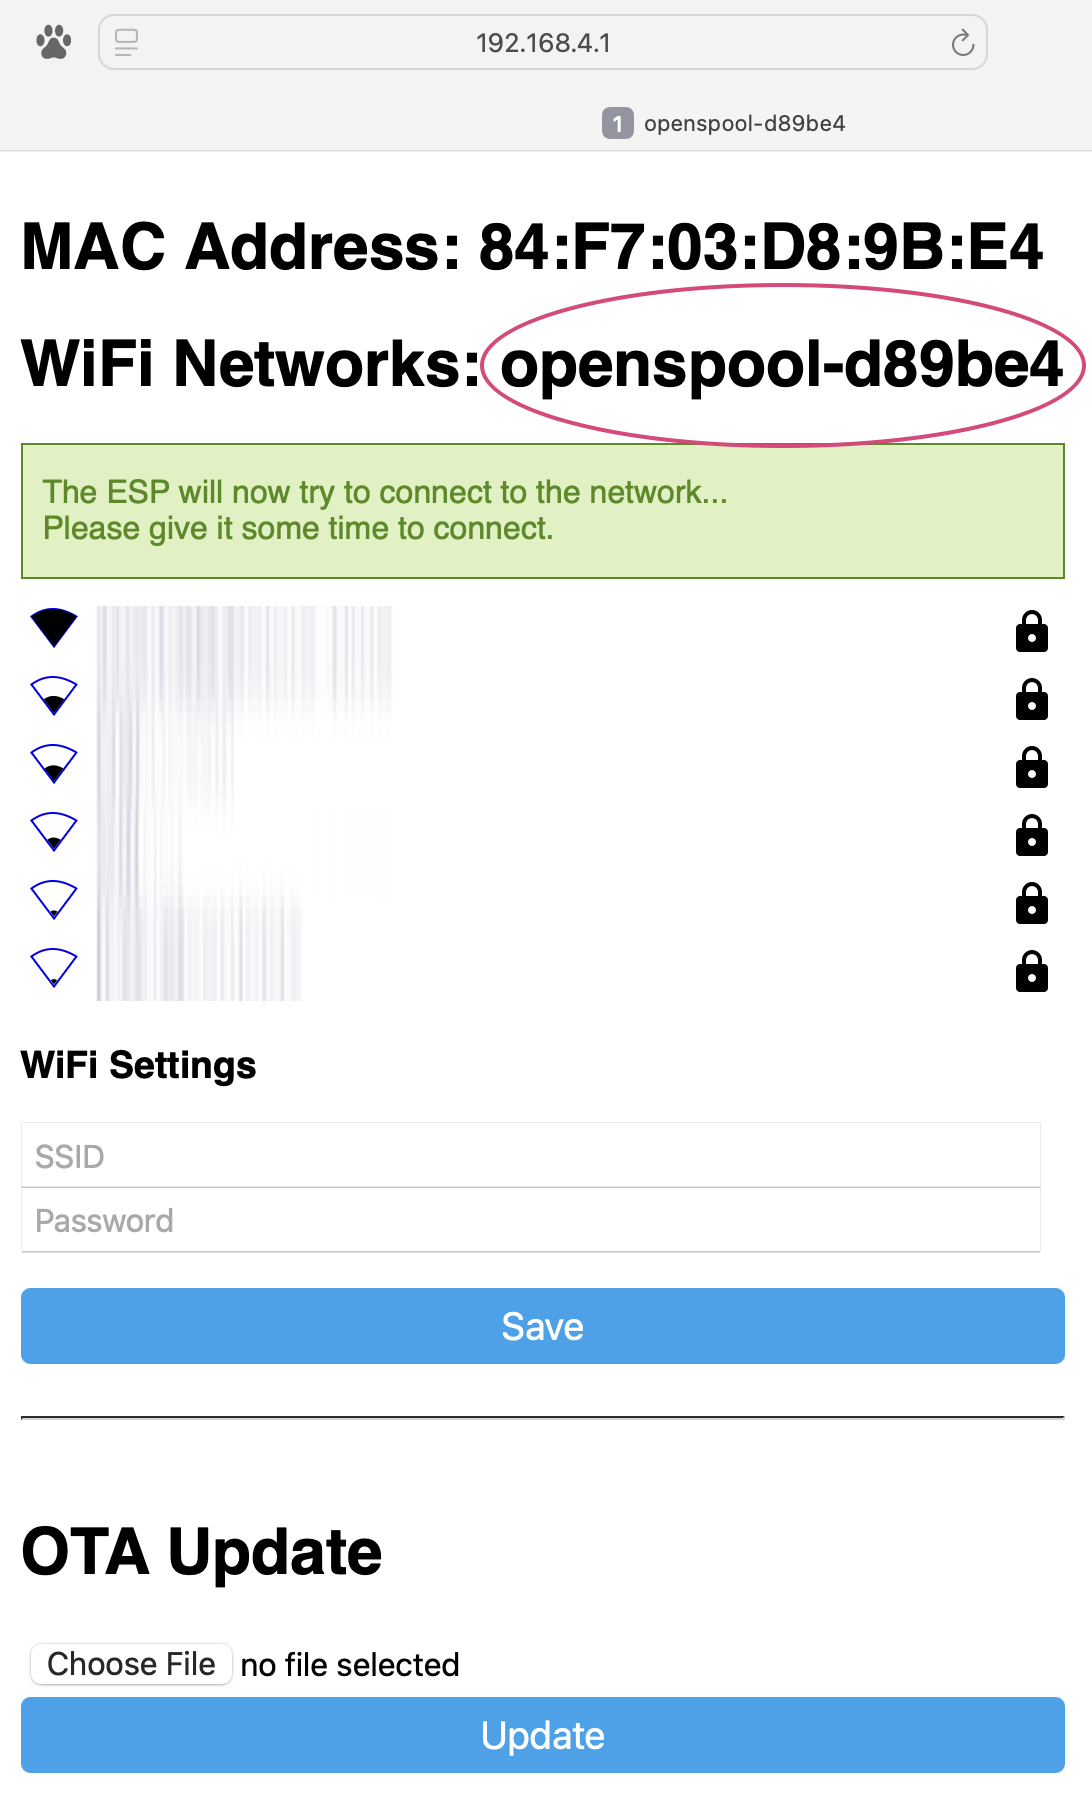 192.168.4.1
1 openspool-d89be4
MAC Address: 84:F7:03:D8:9B:E4
WiFi Networks: openspool-d89be4
The ESP will now try to connect to the network...
Please give it some time to connect.
WiFi Settings
SSID
Password
Save
OTA Update
Choose File no file selected
Update